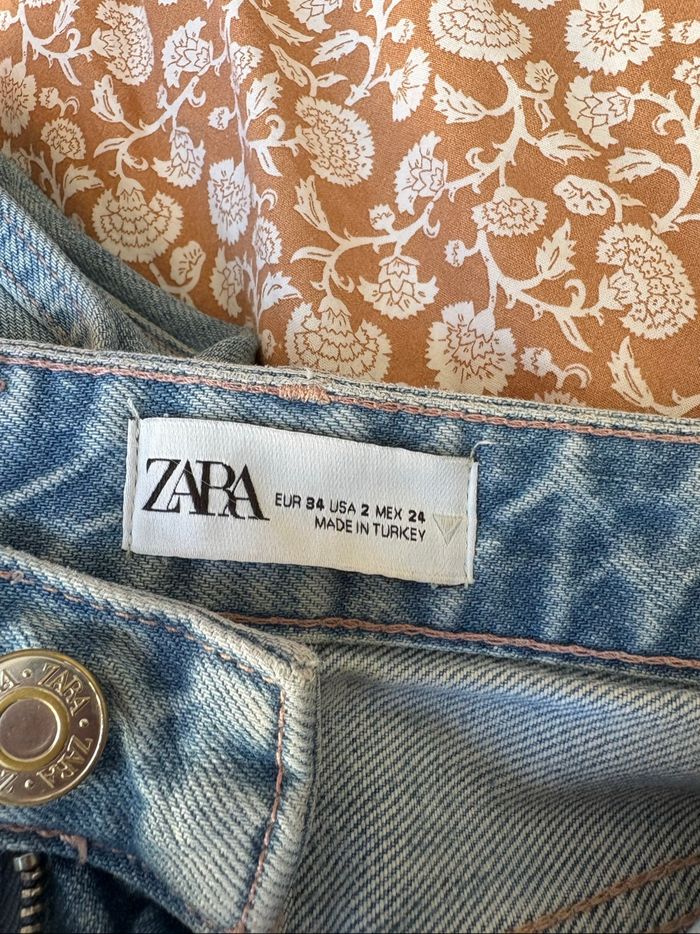 ZARA
EUR 34 USA 2 MEX 24
MADE IN TURKEY
ZARA • ZARA